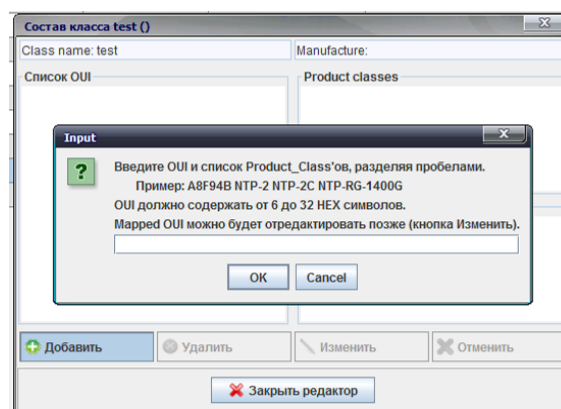 Состав класса test ()
Class name: test
Manufacture:
Список OUI
Product classes
Input
Введите OUI и список Product_Class'ов, разделяя пробелами.
Пример: A8F94B NTP-2 NTP-2C NTP-RG-1400G
OUI должно содержать от 6 до 32 HEX символов.
Mapped OUI можно будет отредактировать позже (кнопка Изменить).
OK
Cancel
Добавить
Удалить
Изменить
Отменить
Закрыть редактор